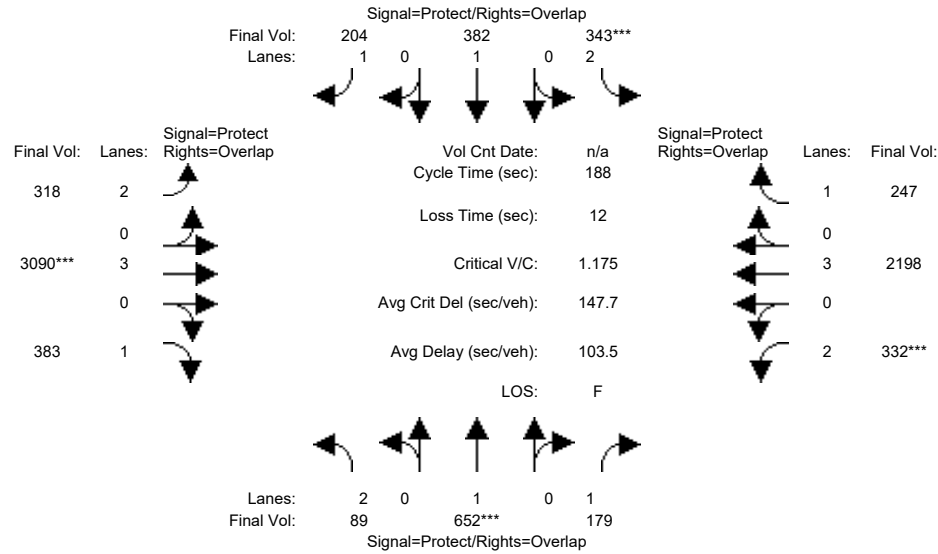 Signal=Protect/Rights=Overlap
Final Vol: 204 382 343***
Lanes: 1 0 1 0 2
Signal=Protect
Final Vol: Lanes: Rights=Overlap Vol Cnt Date: n/a
Signal=Protect
Rights=Overlap Lanes: Final Vol:
Cycle Time (sec): 188
318 2 1 247
Loss Time (sec): 12
0 0
3090*** 3 Critical V/C: 1.175 3 2198
0 Avg Crit Del (sec/veh): 147.7 0
383 1 Avg Delay (sec/veh): 103.5 2 332***
LOS: F
Lanes: 2 0 1 0 1
Final Vol: 89 652*** 179
Signal=Protect/Rights=Overlap